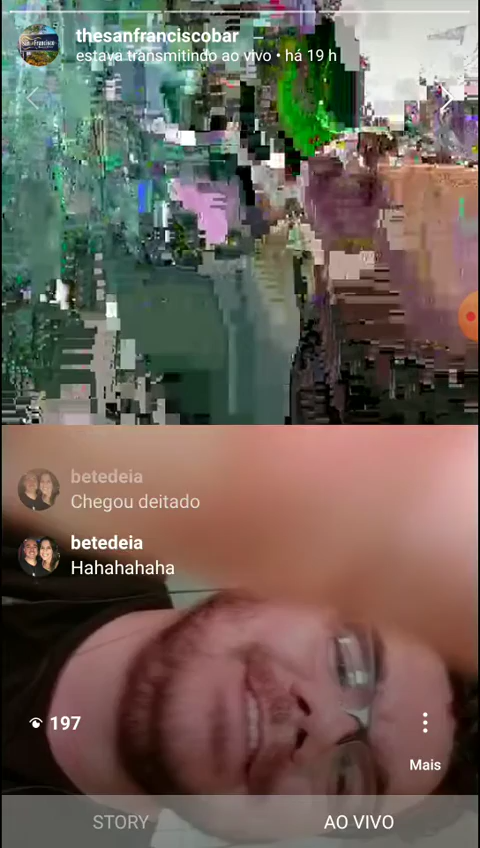 thesanfranciscobar
estava transmitindo ao vivo • há 19 h
betedeia
Chegou deitado
betedeia
Hahahahaha
197
Mais
STORY
AO VIVO